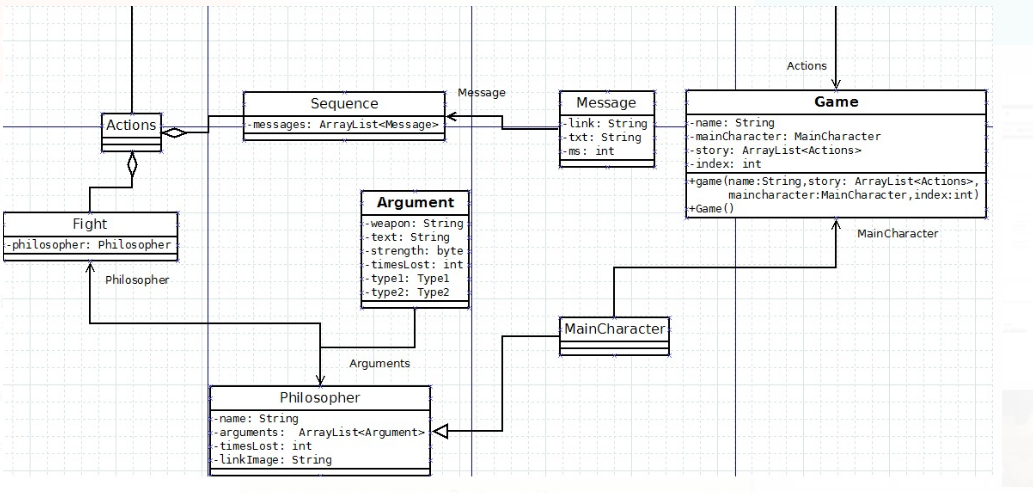 Actions
Message
Sequence
-messages: ArrayList<Message>
Message
-link: String
-txt: String
-ms: int
Actions
Game
-name: String
-mainCharacter: MainCharacter
-story: ArrayList<Actions>
-index: int
+game(name:String,story: ArrayList<Actions>,
maincharacter:MainCharacter,index:int)
+Game()
Argument
-weapon: String
-text: String
-strength: byte
-timesLost: int
-type1: Type1
-type2: Type2
Fight
-philosopher: Philosopher
Philosopher
MainCharacter
MainCharacter
Arguments
Philosopher
-name: String
-arguments:  ArrayList<Argument>
-timesLost: int
-linkImage: String